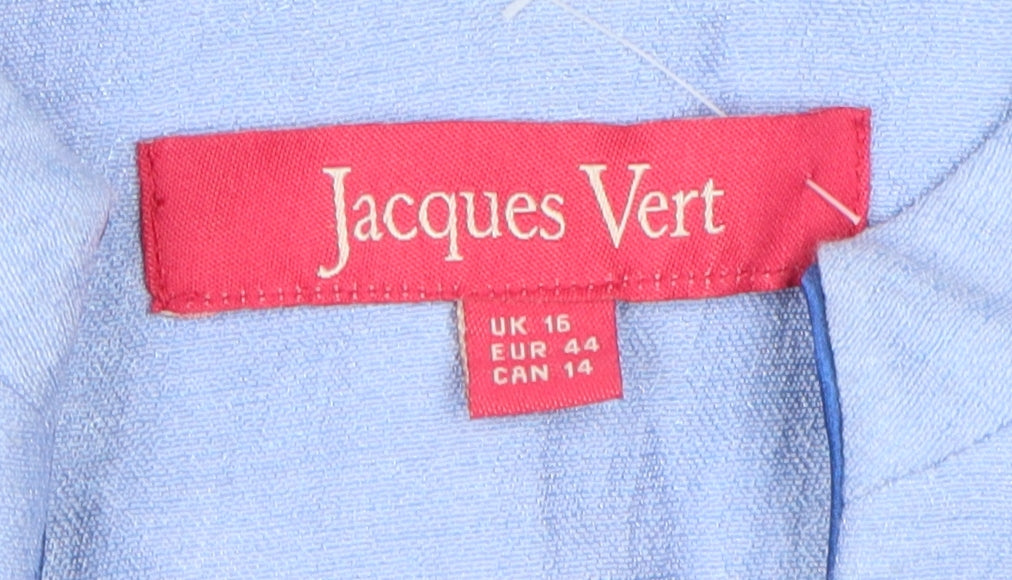 Jacques Vert
UK 16
EUR 44
CAN 14